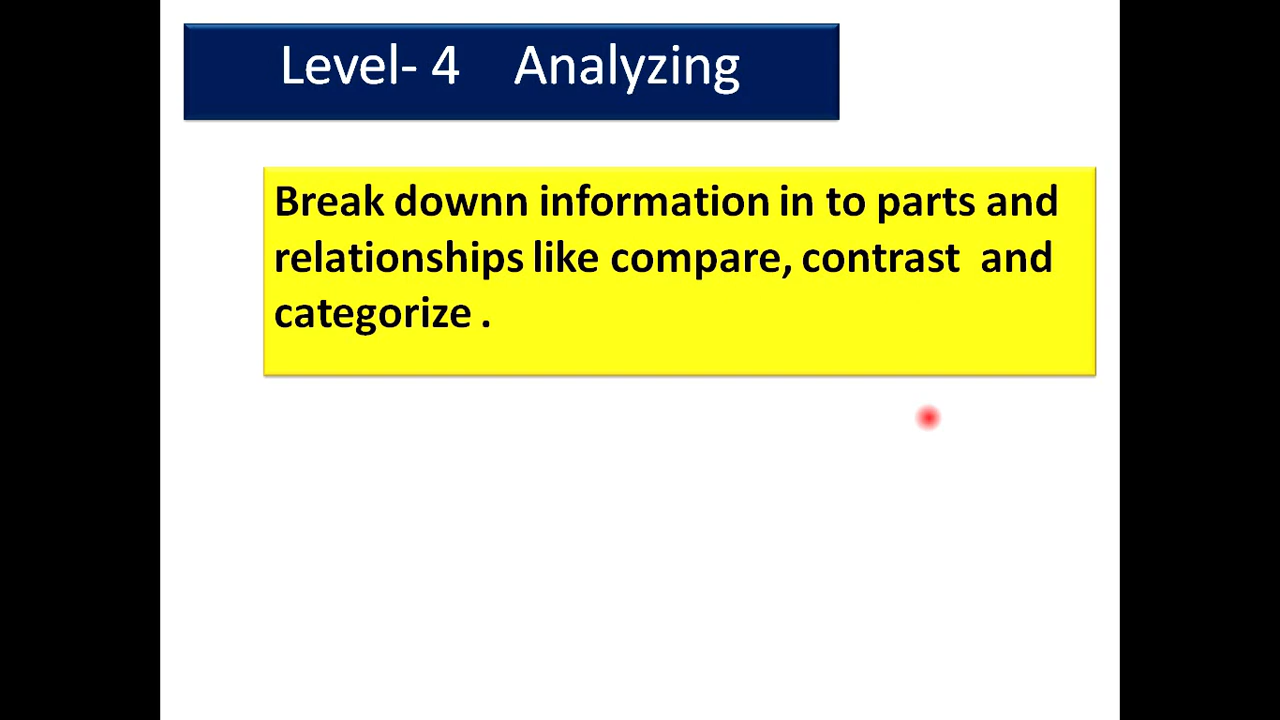 Level- 4 Analyzing
Break downn information in to parts and
relationships like compare, contrast and
categorize .